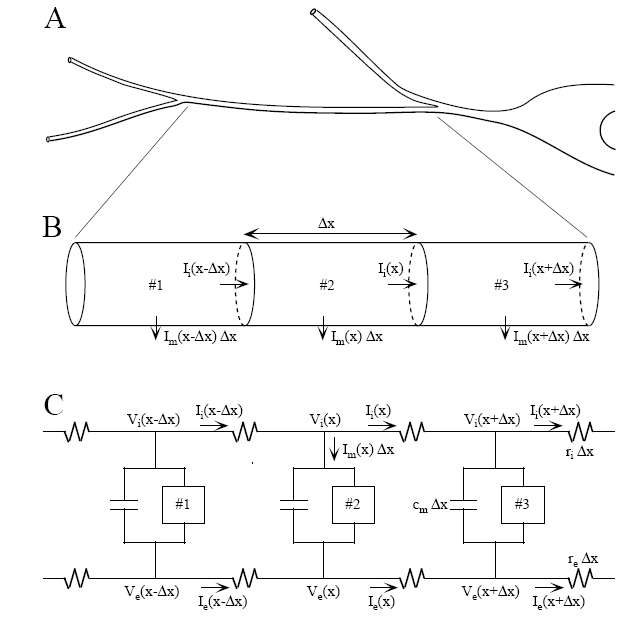 A
B
Δx
#1 Iᵢ(x-Δx) #2 Iᵢ(x) #3 Iᵢ(x+Δx)
Iₘ(x-Δx) Δx Iₘ(x) Δx Iₘ(x+Δx) Δx
C
Vᵢ(x-Δx) Iᵢ(x-Δx) Vᵢ(x) Iᵢ(x) Vᵢ(x+Δx) Iᵢ(x+Δx)
Iₘ(x) Δx rᵢ Δx
#1 #2 cₘ Δx #3
rₑ Δx
Vₑ(x-Δx) Iₑ(x-Δx) Vₑ(x) Iₑ(x) Vₑ(x+Δx) Iₑ(x+Δx)